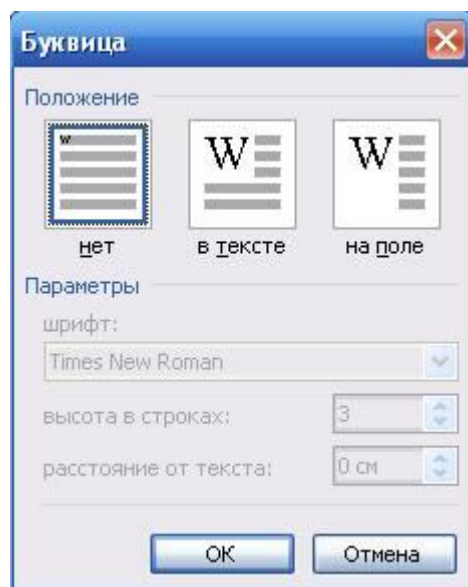 Буквица
Положение
w W W
нет в тексте на поле
Параметры
шрифт:
Times New Roman
высота в строках: 3
расстояние от текста: 0 см
ОК Отмена